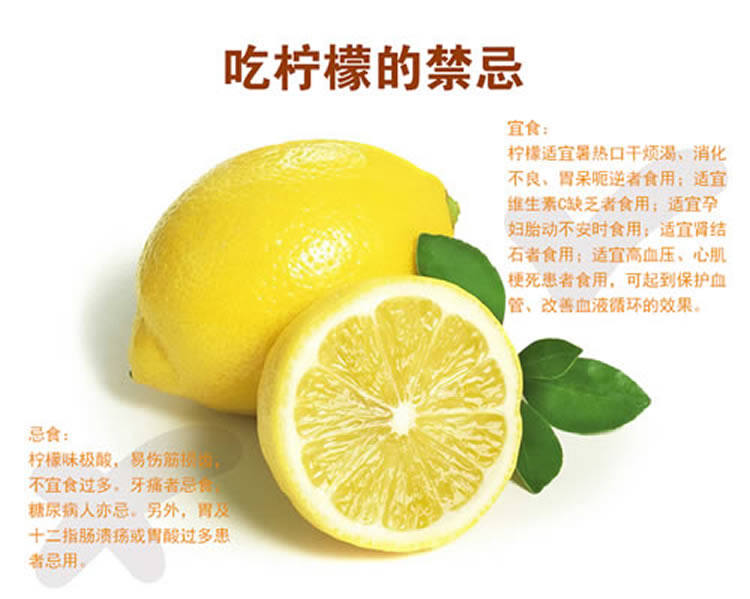 吃柠檬的禁忌
宜食：
柠檬适宜暑热口干烦渴、消化
不良、胃呆呃逆者食用；适宜
维生素C缺乏者食用；适宜孕
妇胎动不安时食用；适宜肾结
石者食用；适宜高血压、心肌
梗死患者食用，可起到保护血
管、改善血液循环的效果。
忌食：
柠檬味极酸，易伤筋损齿，
不宜食过多。牙痛者忌食，
糖尿病人亦忌。另外，胃及
十二指肠溃疡或胃酸过多患
者忌用。